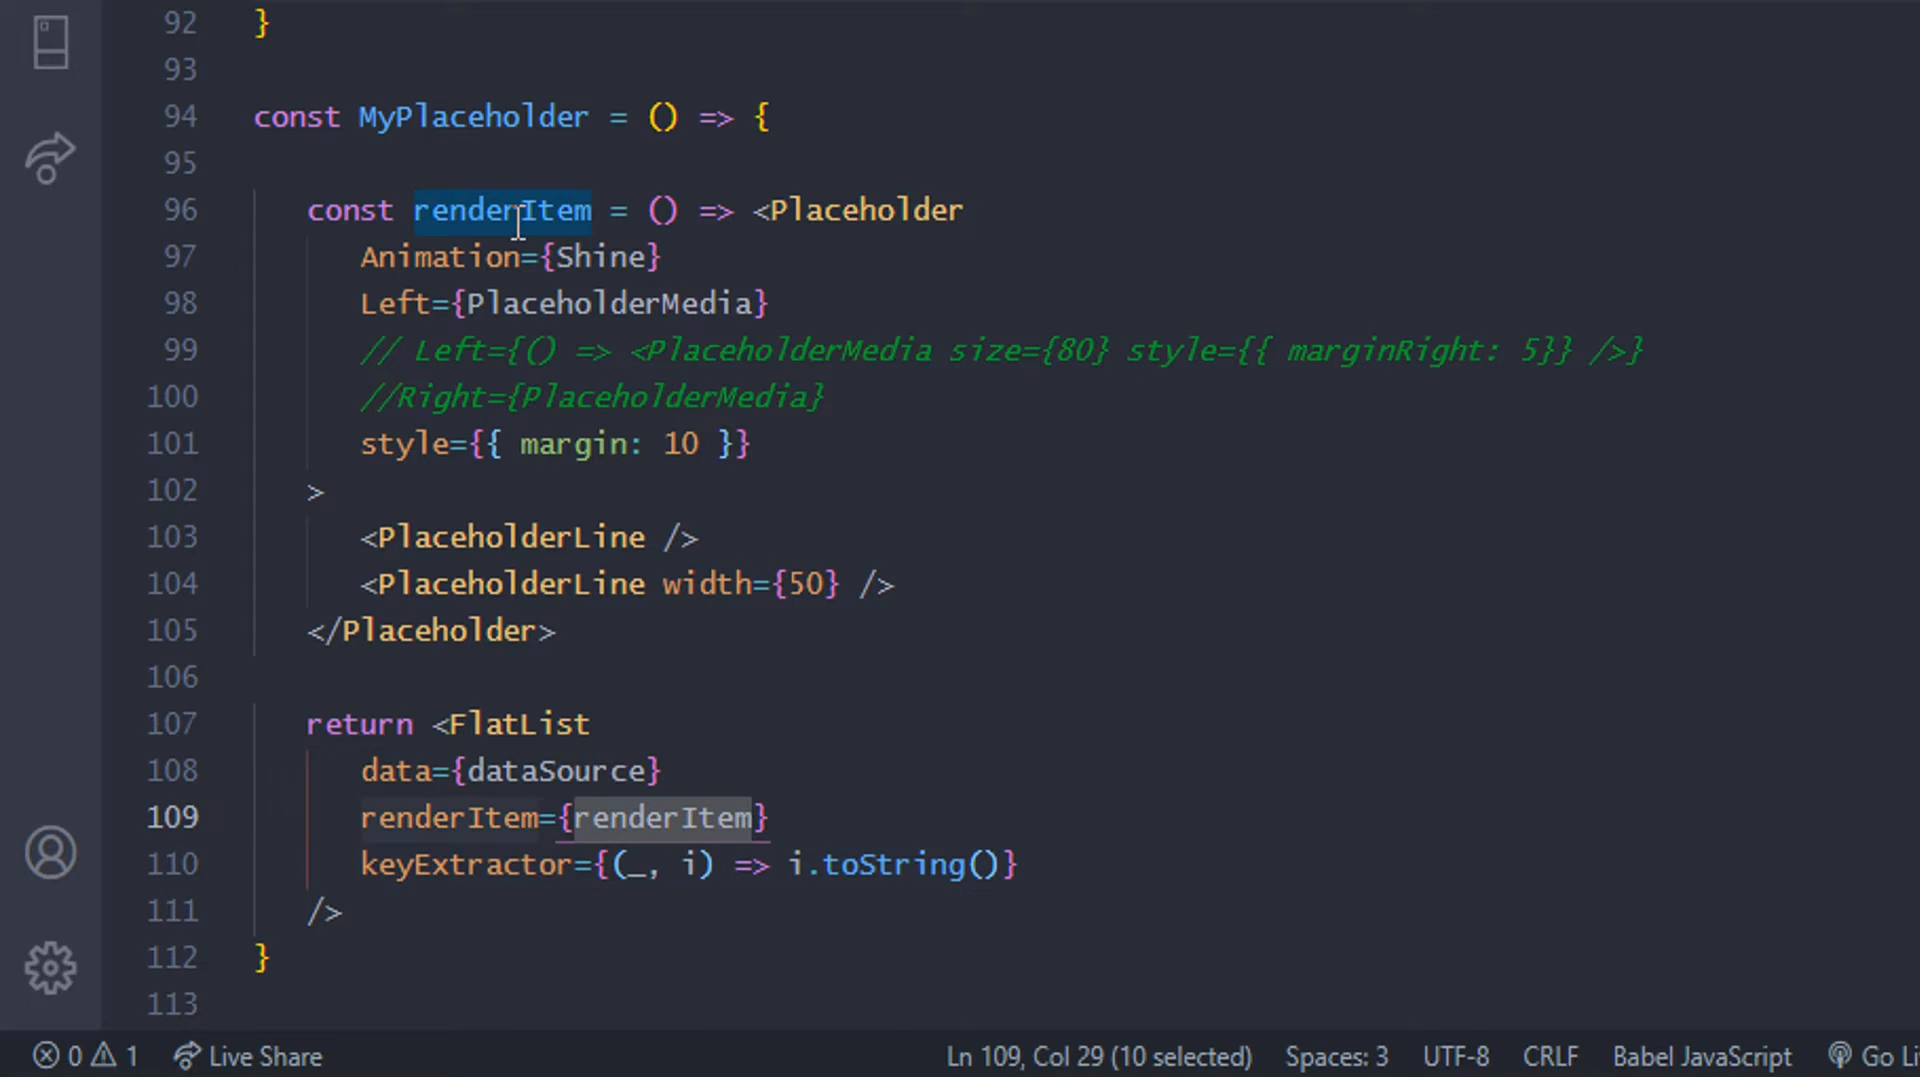 92 }
93
94 const MyPlaceholder = () => {
95
96 const renderItem = () => <Placeholder
97 Animation={Shine}
98 Left={PlaceholderMedia}
99 // Left={() => <PlaceholderMedia size={80} style={{ marginRight: 5}} />}
100 //Right={PlaceholderMedia}
101 style={{ margin: 10 }}
102 >
103 <PlaceholderLine />
104 <PlaceholderLine width={50} />
105 </Placeholder>
106
107 return <FlatList
108 data={dataSource}
109 renderItem={renderItem}
110 keyExtractor={(_, i) => i.toString()}
111 />
112 }
113
0 1 Live Share Ln 109, Col 29 (10 selected) Spaces: 3 UTF-8 CRLF Babel JavaScript Go Li